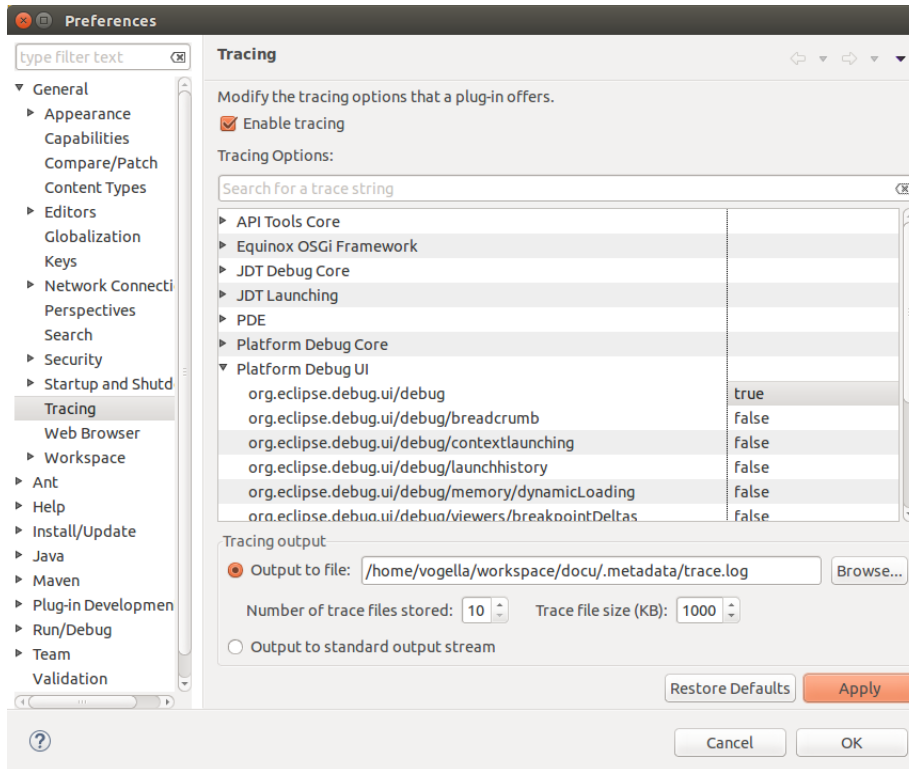 Preferences
type filter text
General
Appearance
Capabilities
Compare/Patch
Content Types
Editors
Globalization
Keys
Network Connecti
Perspectives
Search
Security
Startup and Shutd
Tracing
Web Browser
Workspace
Ant
Help
Install/Update
Java
Maven
Plug-in Developmen
Run/Debug
Team
Validation
Tracing
Modify the tracing options that a plug-in offers.
Enable tracing
Tracing Options:
Search for a trace string
API Tools Core
Equinox OSGi Framework
JDT Debug Core
JDT Launching
PDE
Platform Debug Core
Platform Debug UI
org.eclipse.debug.ui/debug true
org.eclipse.debug.ui/debug/breadcrumb false
org.eclipse.debug.ui/debug/contextlaunching false
org.eclipse.debug.ui/debug/launchhistory false
org.eclipse.debug.ui/debug/memory/dynamicLoading false
org.eclipse.debug.ui/debug/viewers/breakpointDeltas false
Tracing output
Output to file: /home/vogella/workspace/docu/.metadata/trace.log Browse...
Number of trace files stored: 10 Trace file size (KB): 1000
Output to standard output stream
Restore Defaults Apply
? Cancel OK